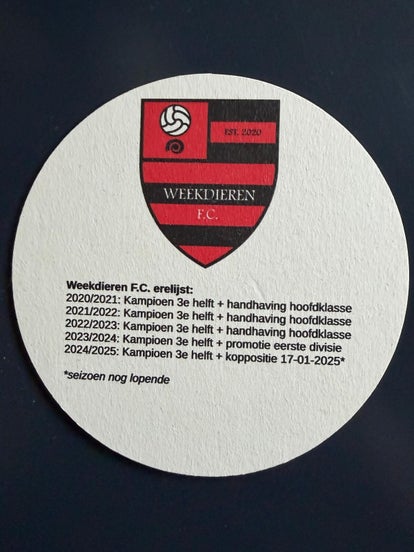 EST. 2020
WEEKDIEREN
F.C.
Weekdieren F.C. erelijst:
2020/2021: Kampioen 3e helft + handhaving hoofdklasse
2021/2022: Kampioen 3e helft + handhaving hoofdklasse
2022/2023: Kampioen 3e helft + handhaving hoofdklasse
2023/2024: Kampioen 3e helft + promotie eerste divisie
2024/2025: Kampioen 3e helft + koppositie 17-01-2025*
*seizoen nog lopende